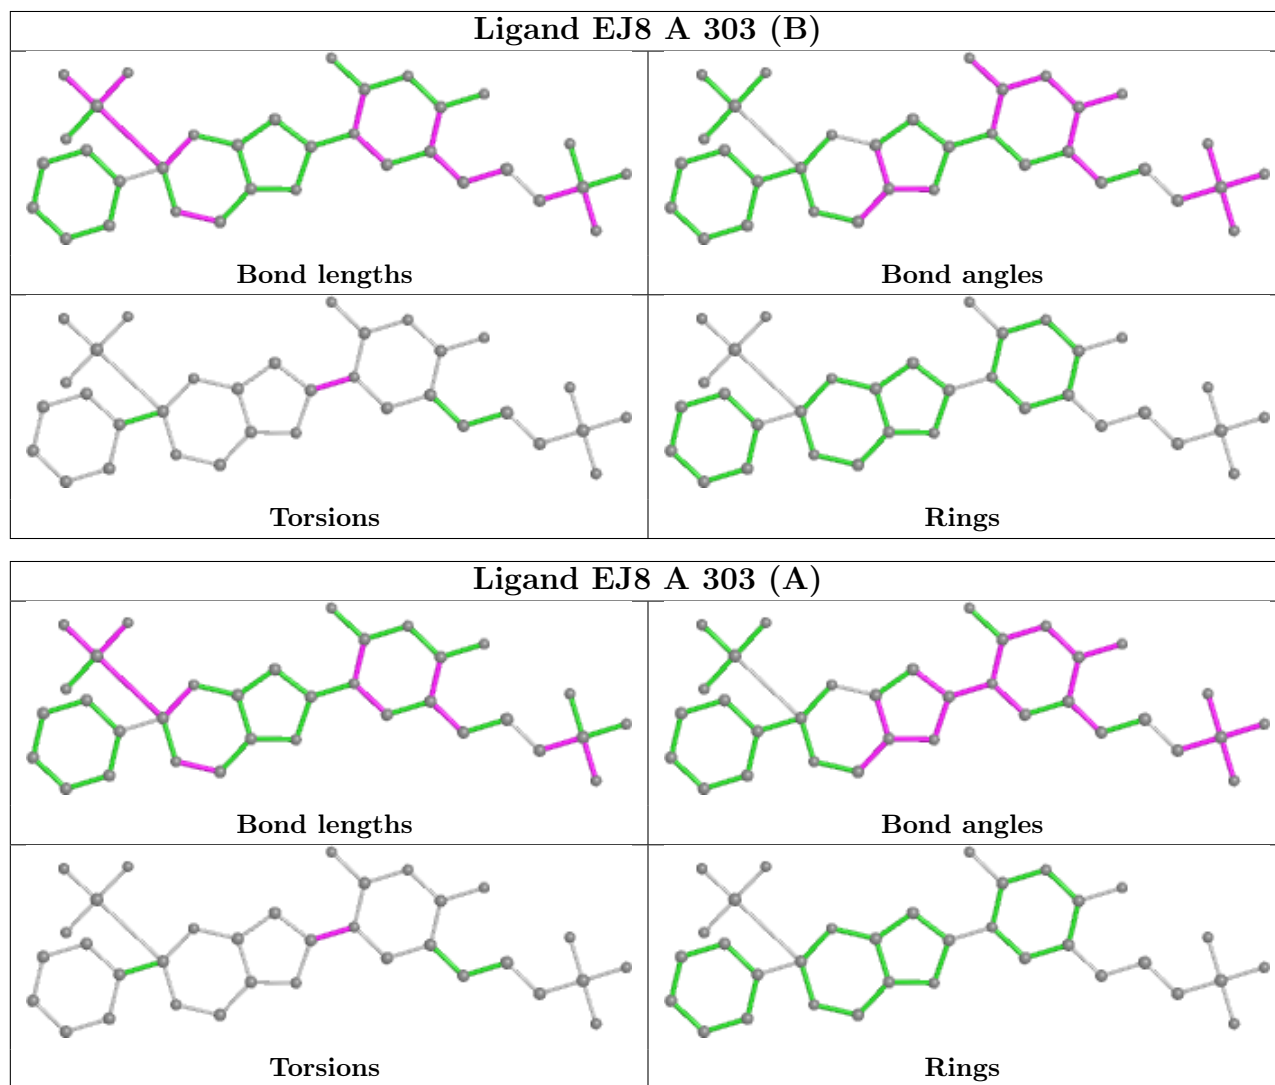 Ligand EJ8 A 303 (B)
Bond lengths
Bond angles
Torsions
Rings
Ligand EJ8 A 303 (A)
Bond lengths
Bond angles
Torsions
Rings